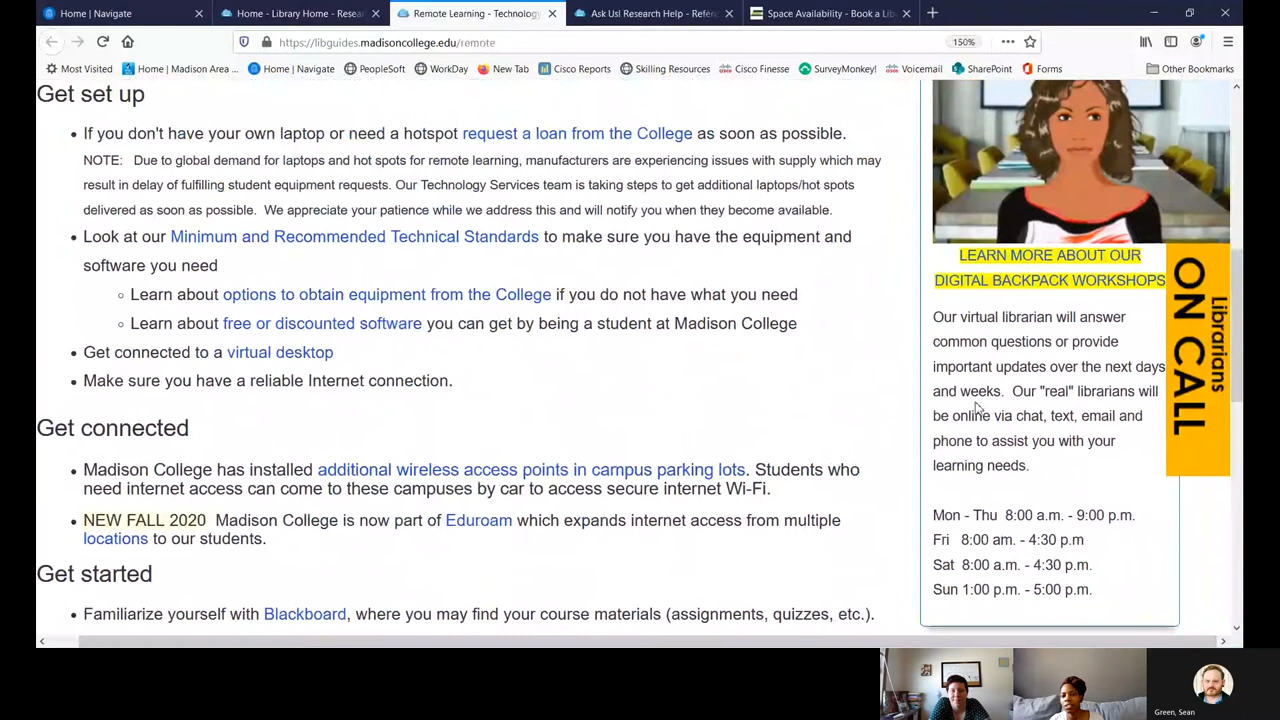 Home | Navigate
Home - Library Home - Resear
Remote Learning - Technology
Ask Us! Research Help - Refere
Space Availability - Book a Lib
https://libguides.madisoncollege.edu/remote
150%
Most Visited
Home | Madison Area ...
Home | Navigate
PeopleSoft
WorkDay
New Tab
Cisco Reports
Skilling Resources
Cisco Finesse
SurveyMonkey!
Voicemail
SharePoint
Forms
Other Bookmarks
Get set up
If you don't have your own laptop or need a hotspot request a loan from the College as soon as possible.
NOTE: Due to global demand for laptops and hot spots for remote learning, manufacturers are experiencing issues with supply which may
result in delay of fulfilling student equipment requests. Our Technology Services team is taking steps to get additional laptops/hot spots
delivered as soon as possible. We appreciate your patience while we address this and will notify you when they become available.
Look at our Minimum and Recommended Technical Standards to make sure you have the equipment and
software you need
Learn about options to obtain equipment from the College if you do not have what you need
Learn about free or discounted software you can get by being a student at Madison College
Get connected to a virtual desktop
Make sure you have a reliable Internet connection.
Get connected
Madison College has installed additional wireless access points in campus parking lots. Students who
need internet access can come to these campuses by car to access secure internet Wi-Fi.
NEW FALL 2020 Madison College is now part of Eduroam which expands internet access from multiple
locations to our students.
Get started
Familiarize yourself with Blackboard, where you may find your course materials (assignments, quizzes, etc.).
LEARN MORE ABOUT OUR
DIGITAL BACKPACK WORKSHOPS
Our virtual librarian will answer
common questions or provide
important updates over the next days
and weeks. Our "real" librarians will
be online via chat, text, email and
phone to assist you with your
learning needs.
Mon - Thu 8:00 a.m. - 9:00 p.m.
Fri 8:00 am. - 4:30 p.m
Sat 8:00 a.m. - 4:30 p.m.
Sun 1:00 p.m. - 5:00 p.m.
Librarians
ON CALL
Green, Sean